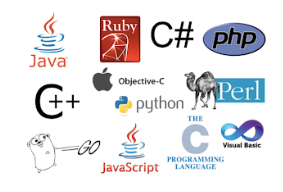 Java
Ruby
C#
php
Objective-C
Perl
C++
python
GO
JavaScript
THE
C
PROGRAMMING
LANGUAGE
Visual Basic